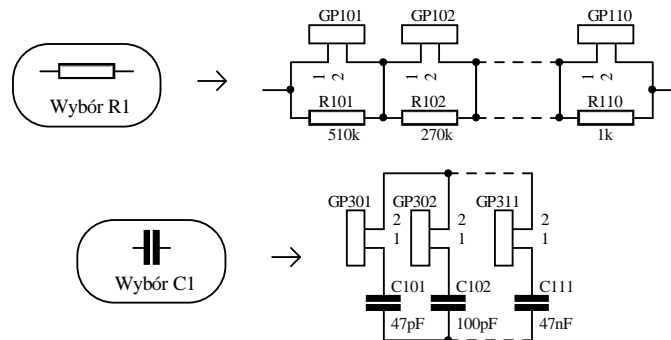 GP101 GP102 GP110
1 2 1 2 1 2
Wybór R1
R101 R102 R110
510k 270k 1k
GP301 GP302 GP311
2 2 2
1 1 1
Wybór C1
C101 C102 C111
47pF 100pF 47nF